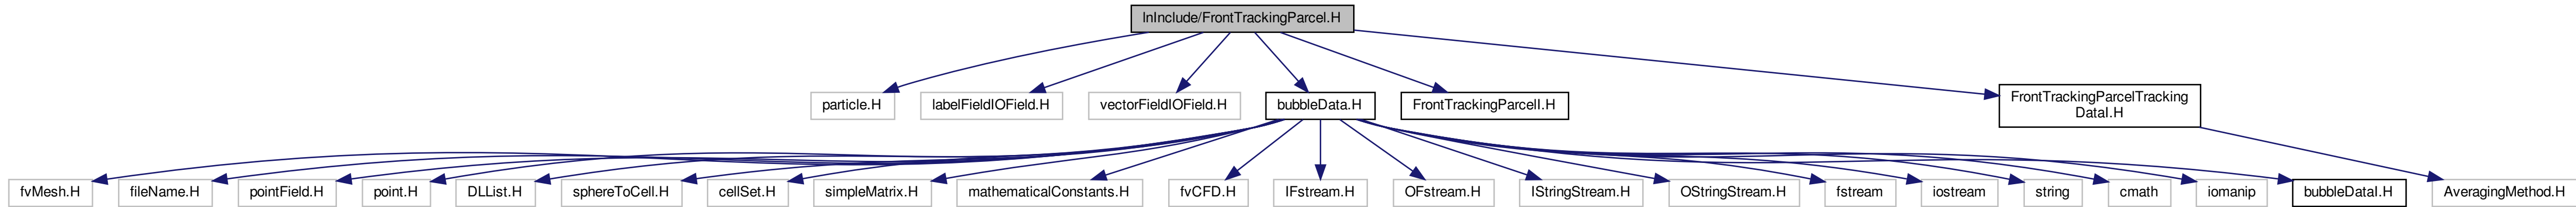 lnInclude/FrontTrackingParcel.H
particle.H
labelFieldIOField.H
vectorFieldIOField.H
bubbleData.H
FrontTrackingParcelI.H
FrontTrackingParcelTracking
DataI.H
fvMesh.H
fileName.H
pointField.H
point.H
DLList.H
sphereToCell.H
cellSet.H
simpleMatrix.H
mathematicalConstants.H
fvCFD.H
IFstream.H
OFstream.H
IStringStream.H
OStringStream.H
fstream
iostream
string
cmath
iomanip
bubbleDataI.H
AveragingMethod.H